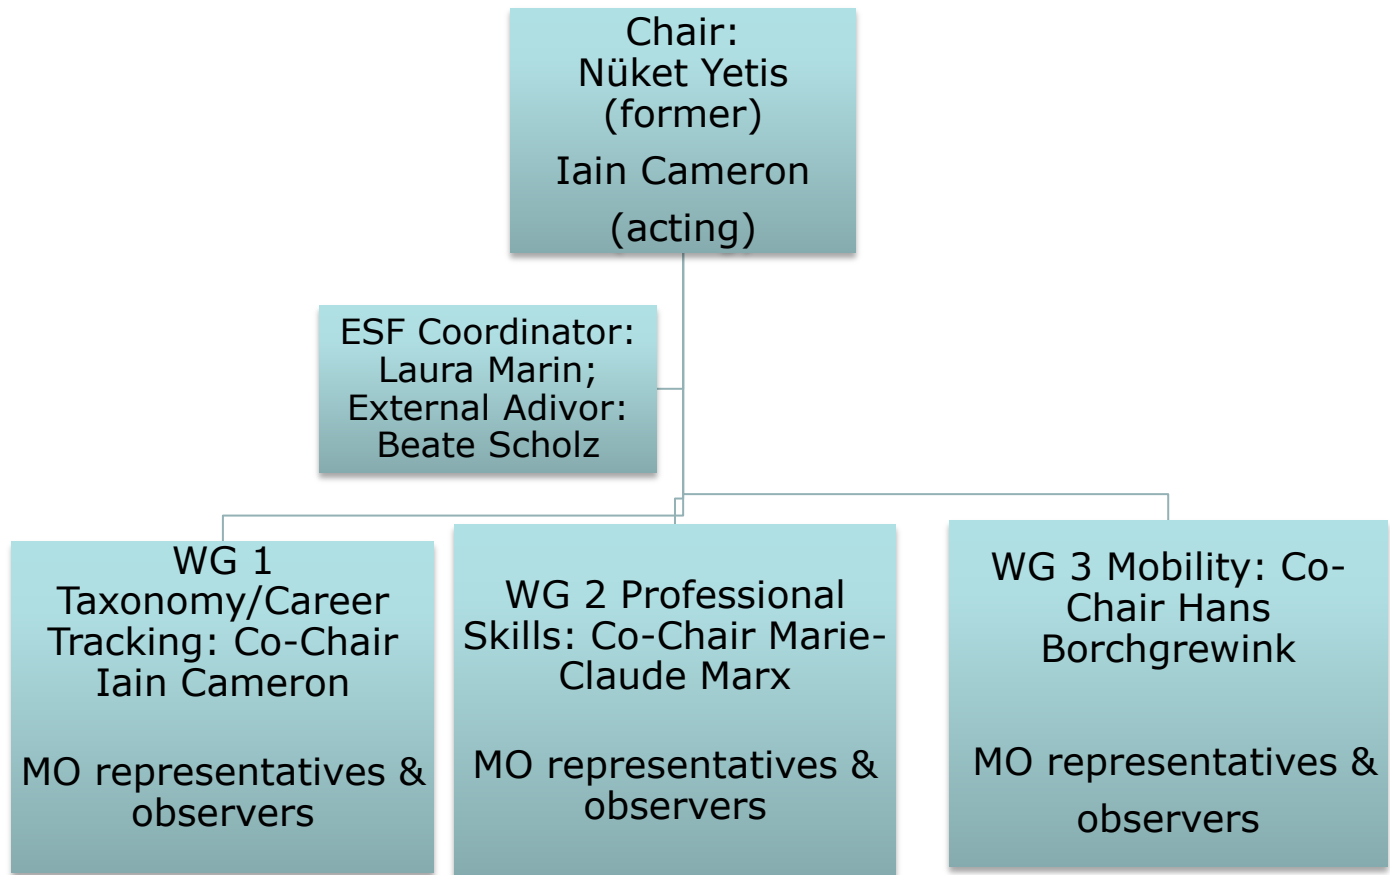 Chair:
Nüket Yetis
(former)
Iain Cameron
(acting)
ESF Coordinator:
Laura Marin;
External Adivor:
Beate Scholz
WG 1
Taxonomy/Career
Tracking: Co-Chair
Iain Cameron
MO representatives &
observers
WG 2 Professional
Skills: Co-Chair Marie-
Claude Marx
MO representatives &
observers
WG 3 Mobility: Co-
Chair Hans
Borchgrewink
MO representatives &
observers